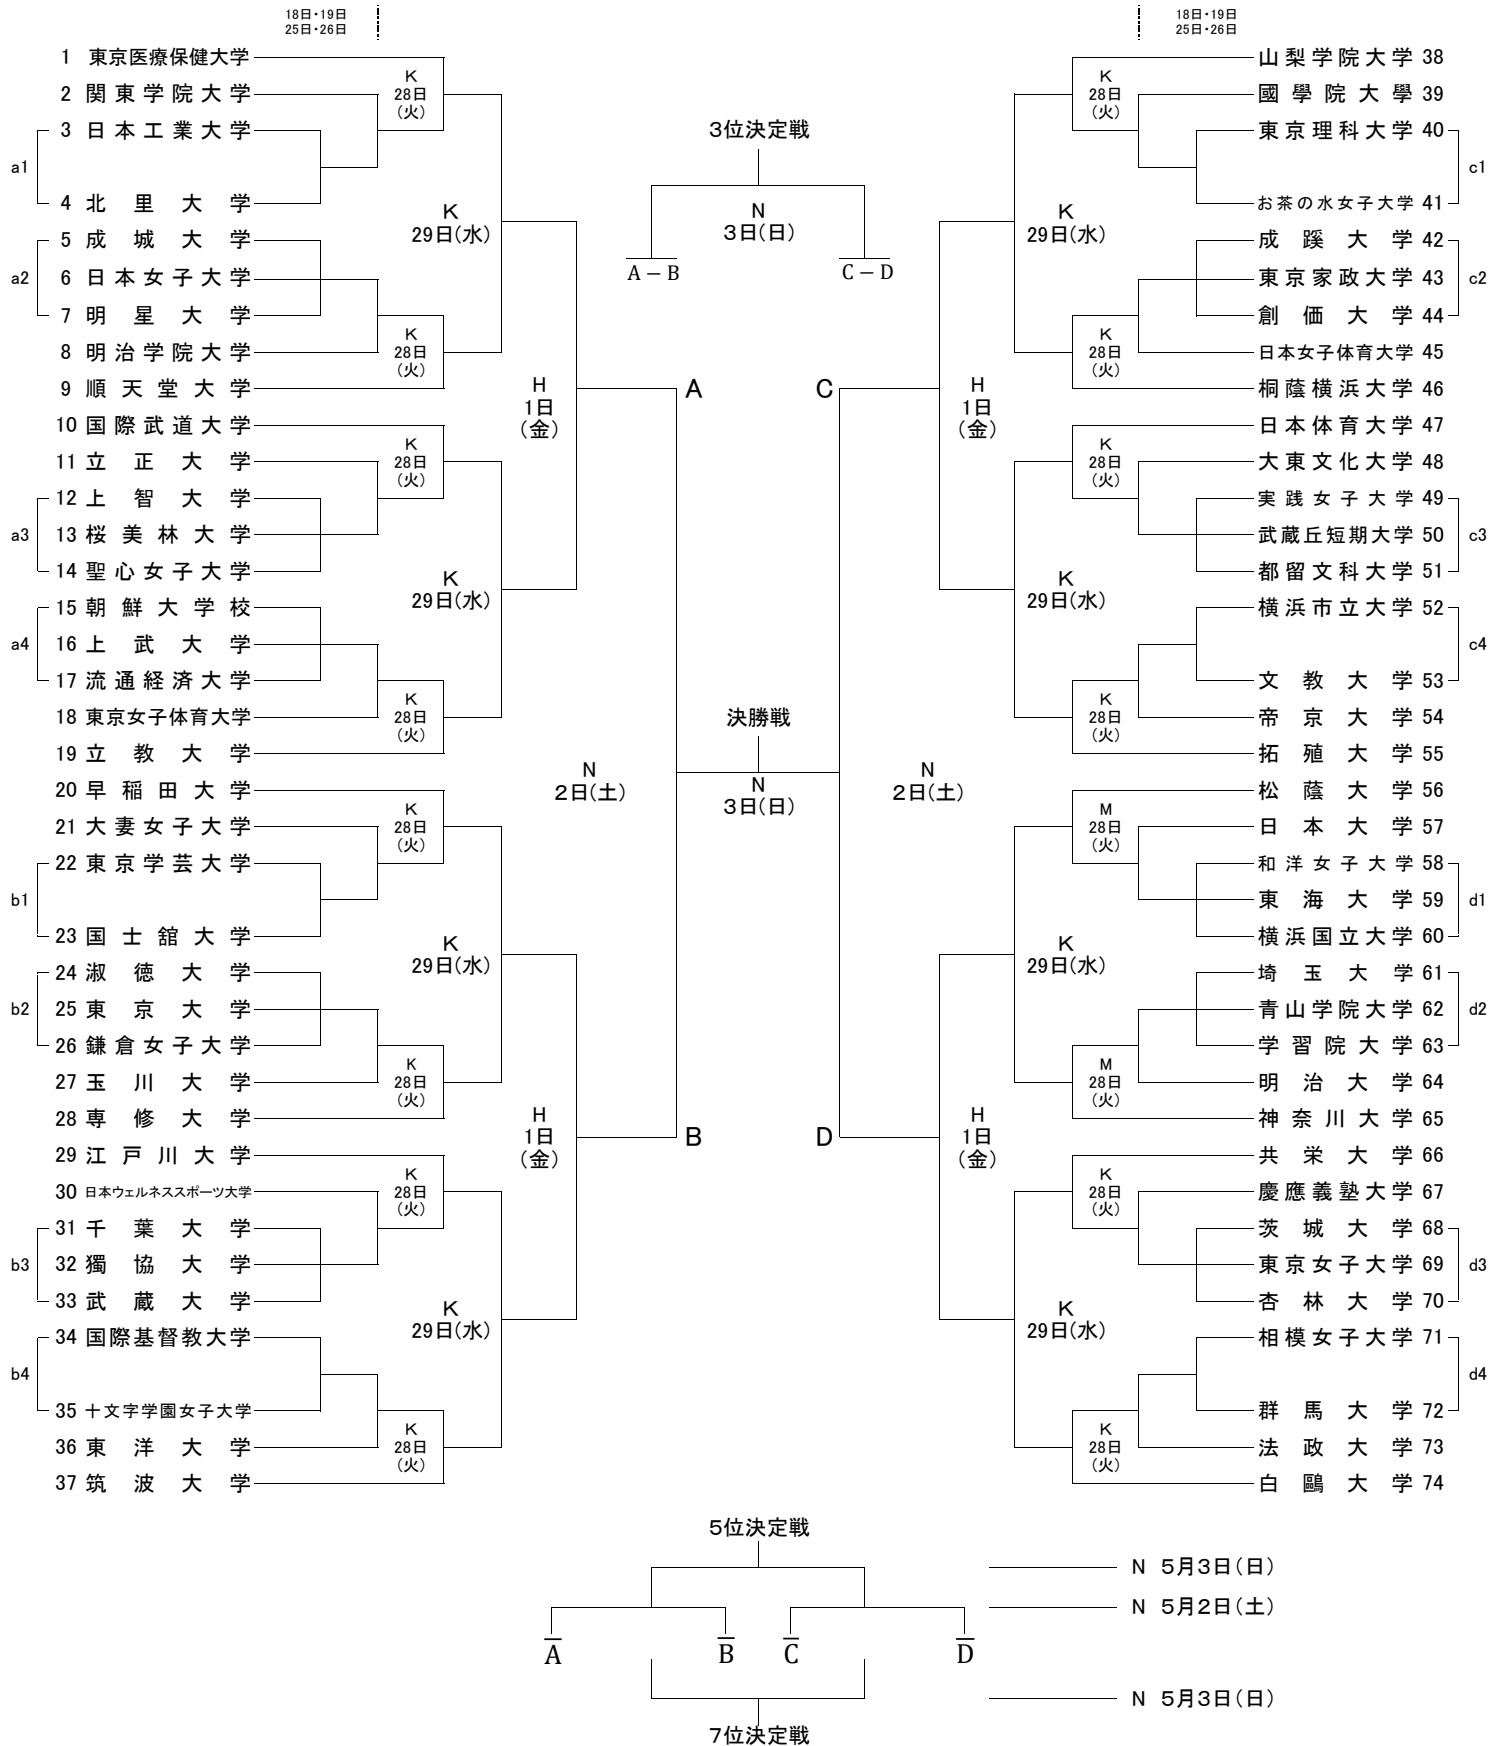 18日・19日
25日・26日
18日・19日
25日・26日
1 東京医療保健大学
2 関東学院大学
3 日本工業大学
4 北里大学
5 成城大学
6 日本女子大学
7 明星大学
8 明治学院大学
9 順天堂大学
10 国際武道大学
11 立正大学
12 上智大学
13 桜美林大学
14 聖心女子大学
15 朝鮮大学校
16 上武大学
17 流通経済大学
18 東京女子体育大学
19 立教大学
20 早稲田大学
21 大妻女子大学
22 東京学芸大学
23 国士舘大学
24 淑徳大学
25 東京大学
26 鎌倉女子大学
27 玉川大学
28 専修大学
29 江戸川大学
30 日本ウェルネススポーツ大学
31 千葉大学
32 獨協大学
33 武蔵大学
34 国際基督教大学
35 十文字学園女子大学
36 東洋大学
37 筑波大学
a1
a2
a3
a4
b1
b2
b3
b4
K
28日
(火)
K
28日
(火)
K
28日
(火)
K
28日
(火)
K
28日
(火)
K
28日
(火)
K
28日
(火)
K
28日
(火)
K
29日(水)
K
29日(水)
K
29日(水)
K
29日(水)
H
1日
(金)
H
1日
(金)
A
B
N
2日(土)
3位決定戦
N
3日(日)
A－B
C－D
決勝戦
N
3日(日)
C
D
N
2日(土)
H
1日
(金)
H
1日
(金)
K
29日(水)
K
29日(水)
K
29日(水)
K
29日(水)
K
28日
(火)
K
28日
(火)
K
28日
(火)
K
28日
(火)
M
28日
(火)
M
28日
(火)
K
28日
(火)
K
28日
(火)
山梨学院大学 38
國學院大學 39
東京理科大学 40
お茶の水女子大学 41
成蹊大学 42
東京家政大学 43
創価大学 44
日本女子体育大学 45
桐蔭横浜大学 46
日本体育大学 47
大東文化大学 48
実践女子大学 49
武蔵丘短期大学 50
都留文科大学 51
横浜市立大学 52
文教大学 53
帝京大学 54
拓殖大学 55
松蔭大学 56
日本大学 57
和洋女子大学 58
東海大学 59
横浜国立大学 60
埼玉大学 61
青山学院大学 62
学習院大学 63
明治大学 64
神奈川大学 65
共栄大学 66
慶應義塾大学 67
茨城大学 68
東京女子大学 69
杏林大学 70
相模女子大学 71
群馬大学 72
法政大学 73
白鷗大学 74
c1
c2
c3
c4
d1
d2
d3
d4
5位決定戦
N 5月3日(日)
N 5月2日(土)
A̅ B̅ C̅ D̅
N 5月3日(日)
7位決定戦